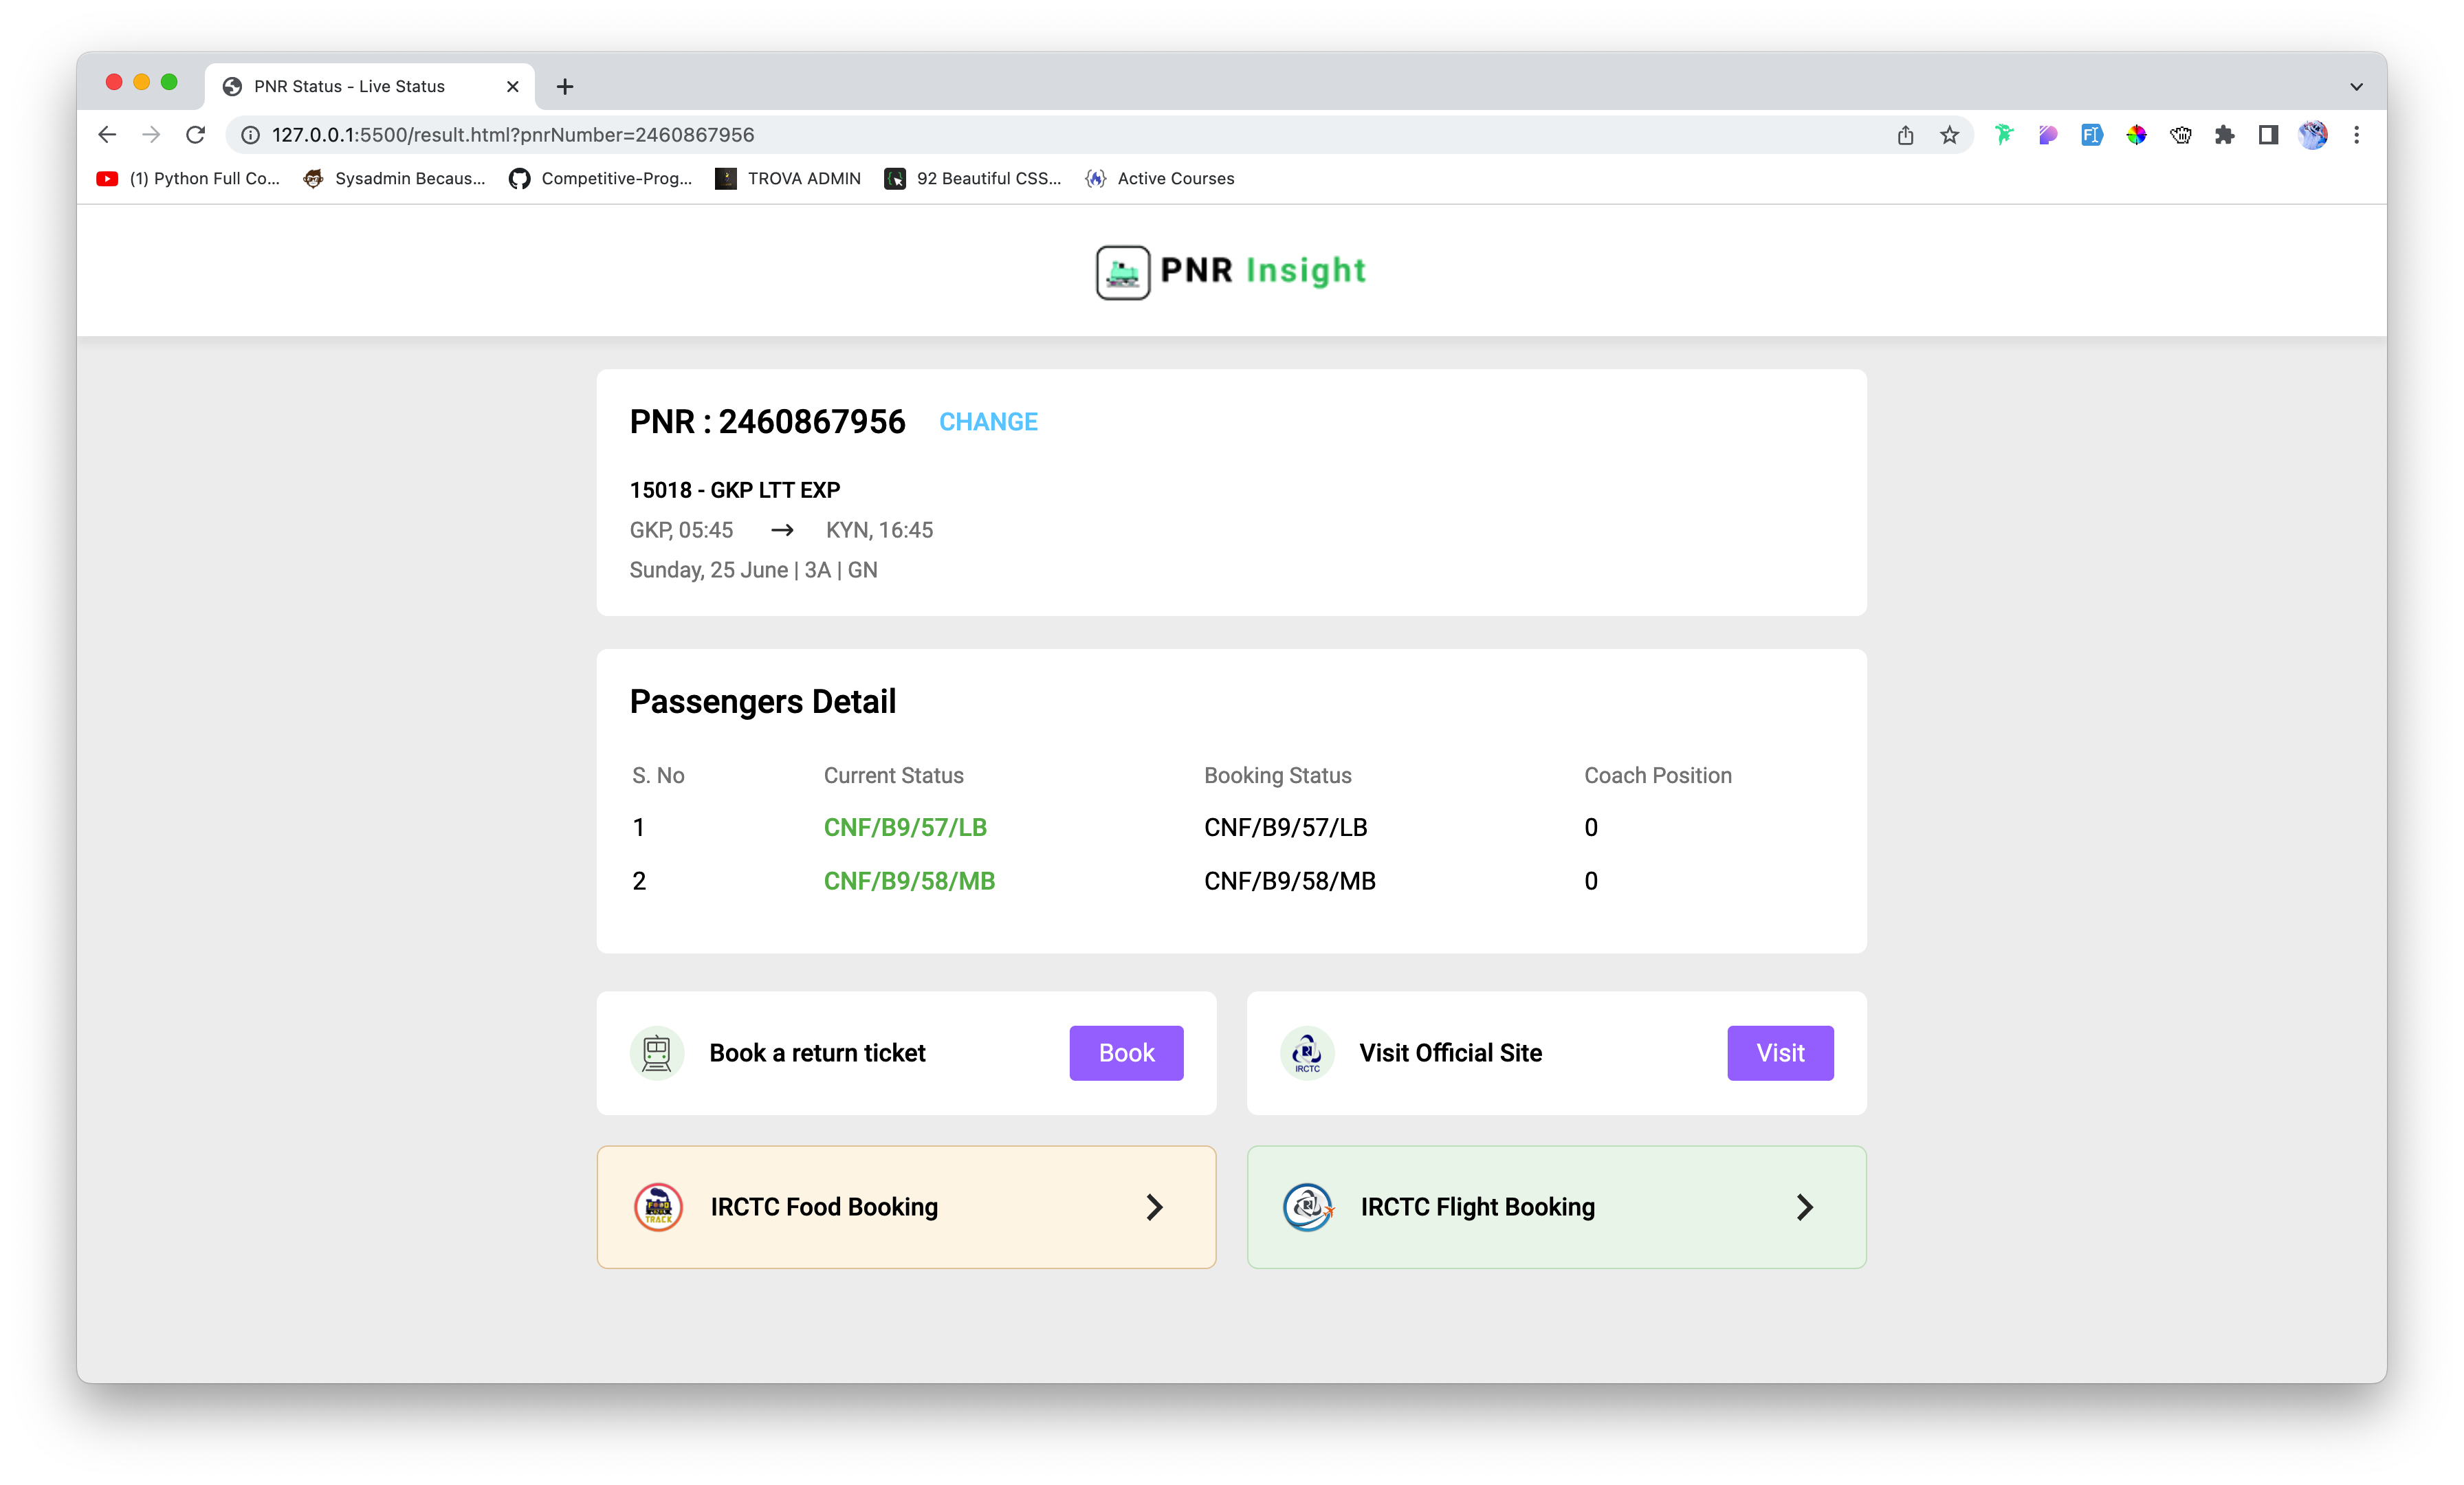 PNR Status - Live Status
127.0.0.1:5500/result.html?pnrNumber=2460867956
(1) Python Full Co... Sysadmin Becaus... Competitive-Prog... TROVA ADMIN 92 Beautiful CSS... Active Courses
PNR Insight
PNR : 2460867956 CHANGE
15018 - GKP LTT EXP
GKP, 05:45 → KYN, 16:45
Sunday, 25 June | 3A | GN
Passengers Detail
S. No Current Status Booking Status Coach Position
1 CNF/B9/57/LB CNF/B9/57/LB 0
2 CNF/B9/58/MB CNF/B9/58/MB 0
Book a return ticket Book
IRCTC Visit Official Site Visit
IRCTC Food Booking
IRCTC Flight Booking